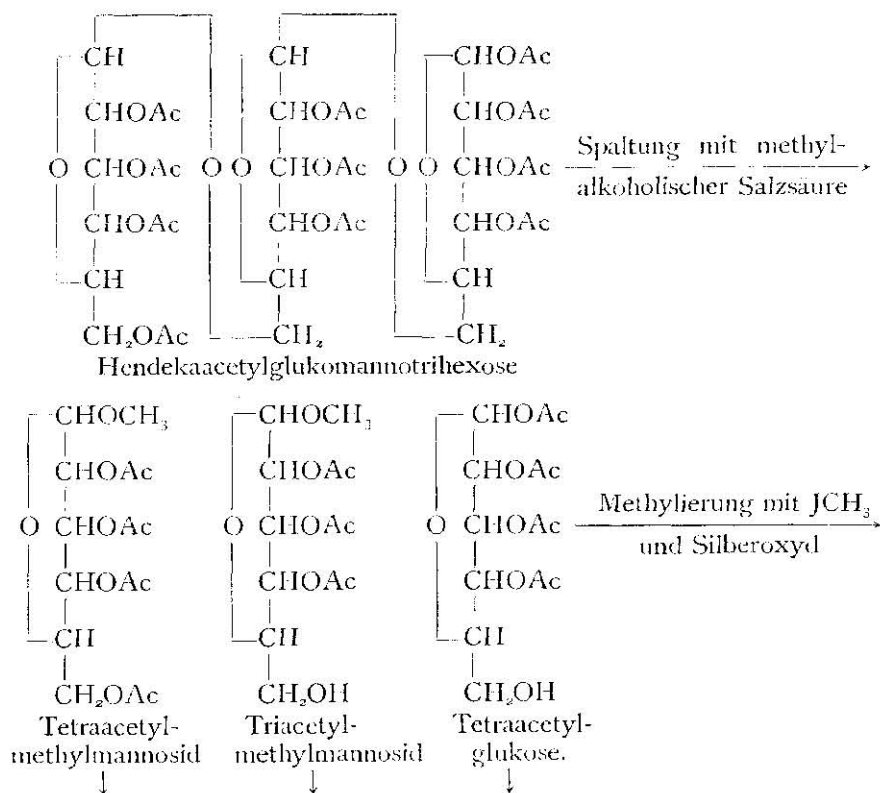 CH CH CHOAc
CHOAc CHOAc CHOAc
O CHOAc O O CHOAc O O CHOAc Spaltung mit methyl-
CHOAc CHOAc CHOAc alkoholischer Salzsäure
CH CH CH
CH₂OAc CH₂ CH₂
Hendekaacetylglukomannotrihexose
CHOCH₃ CHOCH₃ CHOAc
CHOAc CHOAc CHOAc
O CHOAc O CHOAc O CHOAc Methylierung mit JCH₃
CHOAc CHOAc CHOAc und Silberoxyd
CH CH CH
CH₂OAc CH₂OH CH₂OH
Tetraacetyl- Triacetyl- Tetraacetyl-
methylmannosid methylmannosid glukose.
↓ ↓ ↓